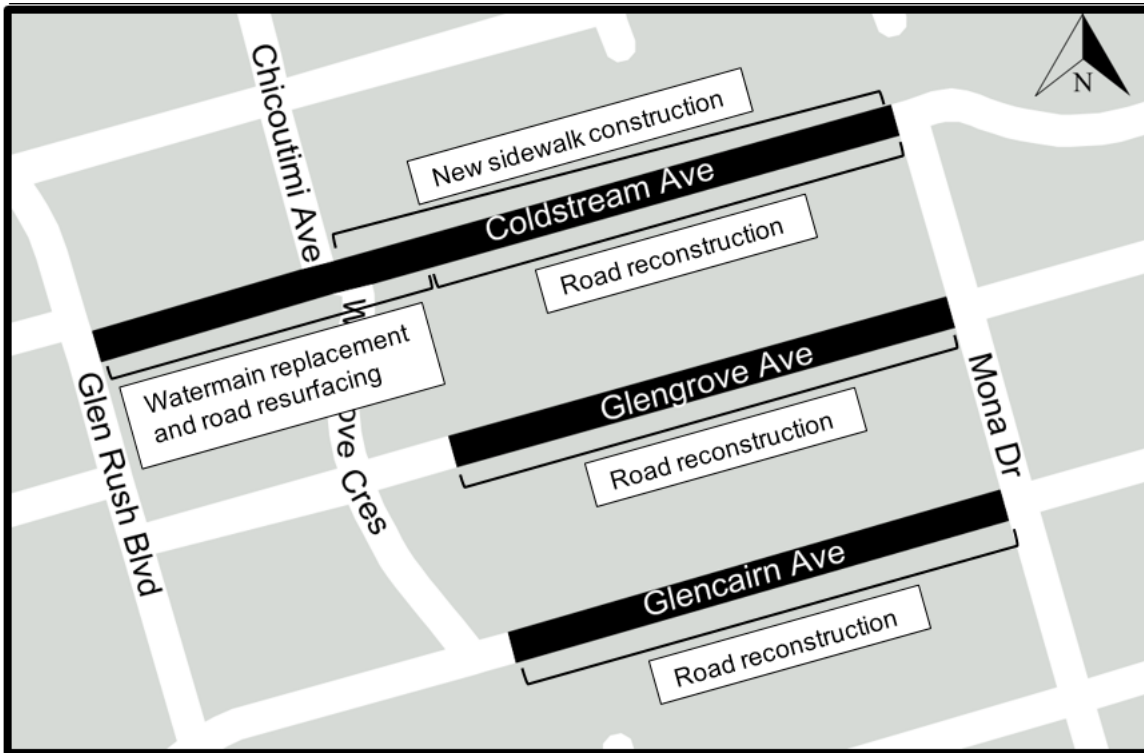 Chicoutimi Ave
N
New sidewalk construction
Coldstream Ave
Road reconstruction
Watermain replacement
and road resurfacing
Glen Rush Blvd
Cres
Glengrove Ave
Road reconstruction
Mona Dr
Glencairn Ave
Road reconstruction